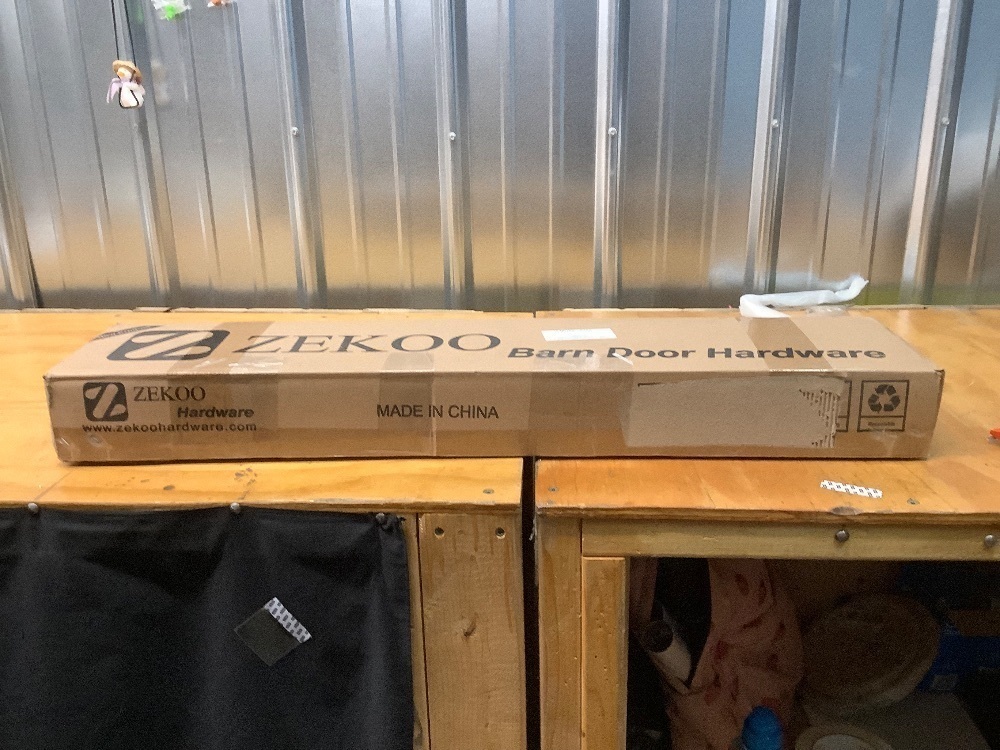 ZEKOO
Barn Door Hardware
ZEKOO
Hardware
www.zekoohardware.com
MADE IN CHINA